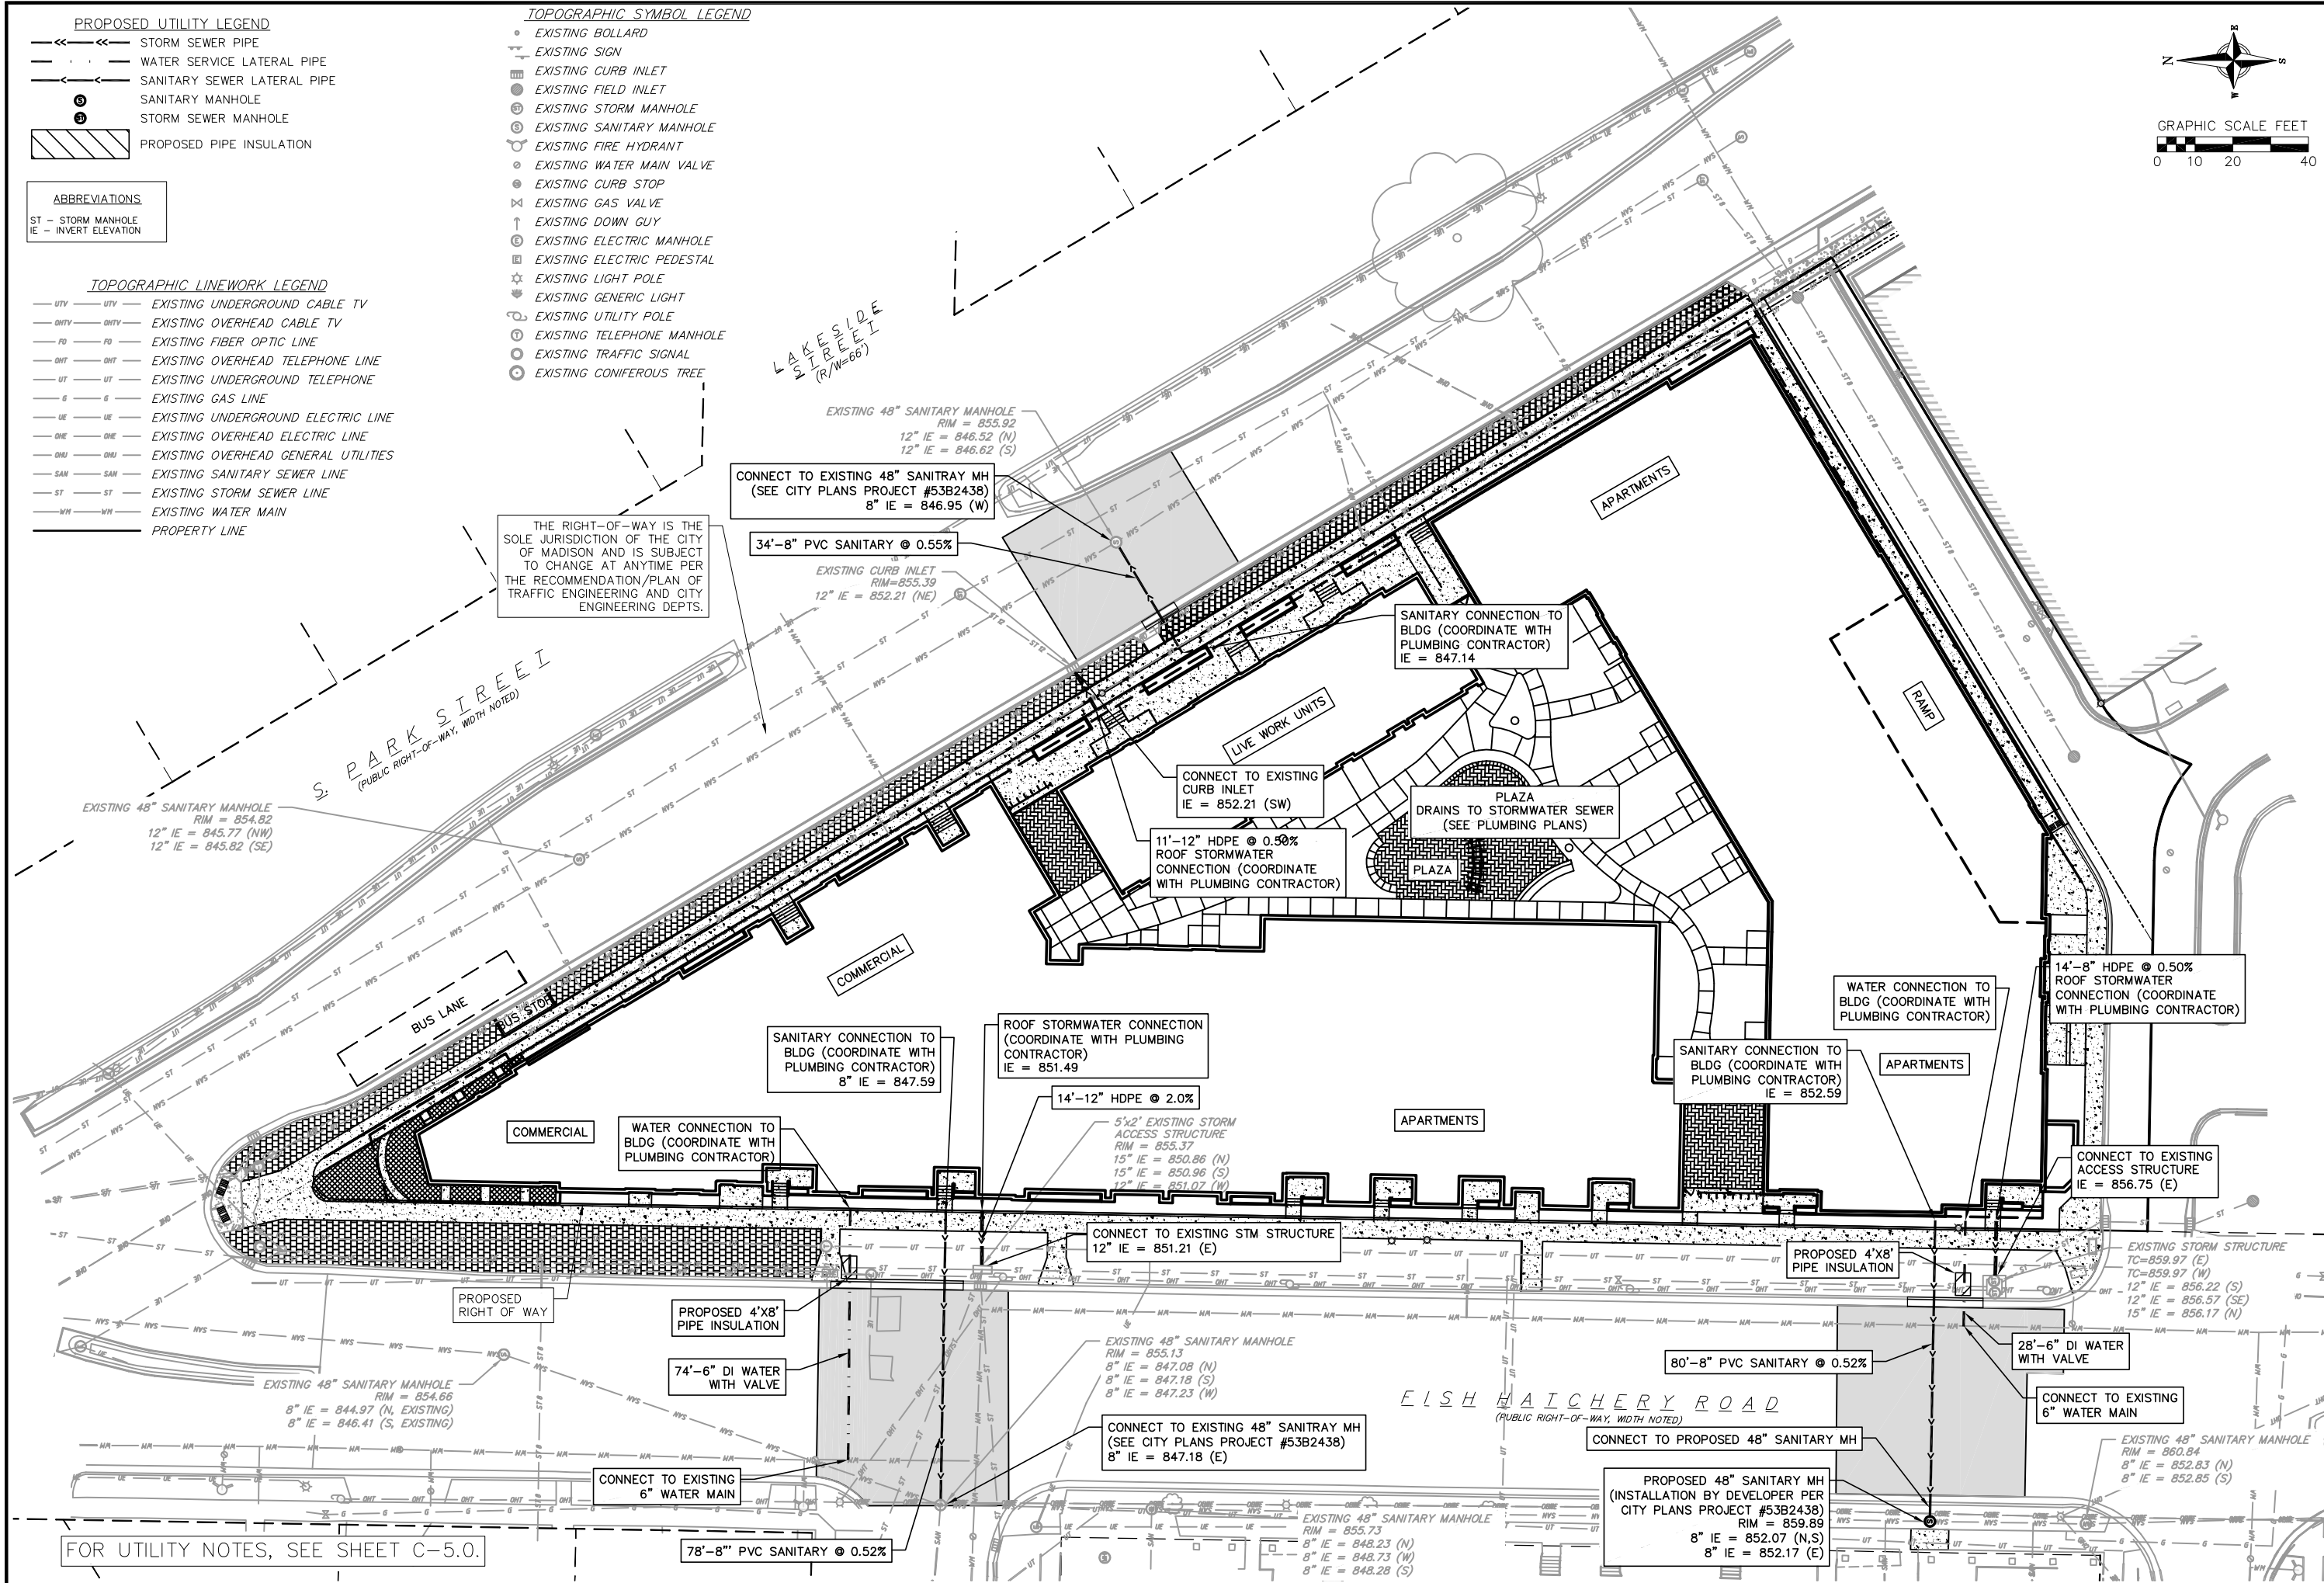 PROPOSED UTILITY LEGEND
STORM SEWER PIPE
WATER SERVICE LATERAL PIPE
SANITARY SEWER LATERAL PIPE
SANITARY MANHOLE
STORM SEWER MANHOLE
PROPOSED PIPE INSULATION
ABBREVIATIONS
ST – STORM MANHOLE
IE – INVERT ELEVATION
TOPOGRAPHIC LINEWORK LEGEND
UTV UTV EXISTING UNDERGROUND CABLE TV
OHTV OHTV EXISTING OVERHEAD CABLE TV
FO FO EXISTING FIBER OPTIC LINE
OHT OHT EXISTING OVERHEAD TELEPHONE LINE
UT UT EXISTING UNDERGROUND TELEPHONE
G G EXISTING GAS LINE
UE UE EXISTING UNDERGROUND ELECTRIC LINE
OHE OHE EXISTING OVERHEAD ELECTRIC LINE
OHU OHU EXISTING OVERHEAD GENERAL UTILITIES
SAN SAN EXISTING SANITARY SEWER LINE
ST ST EXISTING STORM SEWER LINE
WM WM EXISTING WATER MAIN
PROPERTY LINE
TOPOGRAPHIC SYMBOL LEGEND
EXISTING BOLLARD
EXISTING SIGN
EXISTING CURB INLET
EXISTING FIELD INLET
EXISTING STORM MANHOLE
EXISTING SANITARY MANHOLE
EXISTING FIRE HYDRANT
EXISTING WATER MAIN VALVE
EXISTING CURB STOP
EXISTING GAS VALVE
EXISTING DOWN GUY
EXISTING ELECTRIC MANHOLE
EXISTING ELECTRIC PEDESTAL
EXISTING LIGHT POLE
EXISTING GENERIC LIGHT
EXISTING UTILITY POLE
EXISTING TELEPHONE MANHOLE
EXISTING TRAFFIC SIGNAL
EXISTING CONIFEROUS TREE
N
E
S
W
GRAPHIC SCALE FEET
0 10 20 40
LAKESIDE
STREET
(R/W=66')
EXISTING 48" SANITARY MANHOLE
RIM = 855.92
12" IE = 846.52 (N)
12" IE = 846.62 (S)
CONNECT TO EXISTING 48" SANITRAY MH
(SEE CITY PLANS PROJECT #53B2438)
8" IE = 846.95 (W)
34'-8" PVC SANITARY @ 0.55%
EXISTING CURB INLET
RIM=855.39
12" IE = 852.21 (NE)
THE RIGHT-OF-WAY IS THE
SOLE JURISDICTION OF THE CITY
OF MADISON AND IS SUBJECT
TO CHANGE AT ANYTIME PER
THE RECOMMENDATION/PLAN OF
TRAFFIC ENGINEERING AND CITY
ENGINEERING DEPTS.
S. PARK STREET
(PUBLIC RIGHT-OF-WAY, WIDTH NOTED)
EXISTING 48" SANITARY MANHOLE
RIM = 854.82
12" IE = 845.77 (NW)
12" IE = 845.82 (SE)
APARTMENTS
SANITARY CONNECTION TO
BLDG (COORDINATE WITH
PLUMBING CONTRACTOR)
IE = 847.14
RAMP
LIVE WORK UNITS
CONNECT TO EXISTING
CURB INLET
IE = 852.21 (SW)
PLAZA
DRAINS TO STORMWATER SEWER
(SEE PLUMBING PLANS)
11'-12" HDPE @ 0.50%
ROOF STORMWATER
CONNECTION (COORDINATE
WITH PLUMBING CONTRACTOR)
PLAZA
COMMERCIAL
BUS LANE
BUS STOP
14'-8" HDPE @ 0.50%
ROOF STORMWATER
CONNECTION (COORDINATE
WITH PLUMBING CONTRACTOR)
WATER CONNECTION TO
BLDG (COORDINATE WITH
PLUMBING CONTRACTOR)
SANITARY CONNECTION TO
BLDG (COORDINATE WITH
PLUMBING CONTRACTOR)
8" IE = 847.59
ROOF STORMWATER CONNECTION
(COORDINATE WITH PLUMBING
CONTRACTOR)
IE = 851.49
SANITARY CONNECTION TO
BLDG (COORDINATE WITH
PLUMBING CONTRACTOR)
IE = 852.59
APARTMENTS
14'-12" HDPE @ 2.0%
COMMERCIAL
WATER CONNECTION TO
BLDG (COORDINATE WITH
PLUMBING CONTRACTOR)
5'x2' EXISTING STORM
ACCESS STRUCTURE
RIM = 855.37
15" IE = 850.86 (N)
15" IE = 850.96 (S)
12" IE = 851.07 (W)
APARTMENTS
CONNECT TO EXISTING
ACCESS STRUCTURE
IE = 856.75 (E)
CONNECT TO EXISTING STM STRUCTURE
12" IE = 851.21 (E)
PROPOSED 4'X8'
PIPE INSULATION
EXISTING STORM STRUCTURE
TC=859.97 (E)
TC=859.97 (W)
12" IE = 856.22 (S)
12" IE = 856.57 (SE)
15" IE = 856.17 (N)
PROPOSED
RIGHT OF WAY
PROPOSED 4'X8'
PIPE INSULATION
EXISTING 48" SANITARY MANHOLE
RIM = 855.13
8" IE = 847.08 (N)
8" IE = 847.18 (S)
8" IE = 847.23 (W)
74'-6" DI WATER
WITH VALVE
80'-8" PVC SANITARY @ 0.52%
28'-6" DI WATER
WITH VALVE
EXISTING 48" SANITARY MANHOLE
RIM = 854.66
8" IE = 844.97 (N, EXISTING)
8" IE = 846.41 (S, EXISTING)
FISH HATCHERY ROAD
(PUBLIC RIGHT-OF-WAY, WIDTH NOTED)
CONNECT TO EXISTING
6" WATER MAIN
CONNECT TO EXISTING 48" SANITRAY MH
(SEE CITY PLANS PROJECT #53B2438)
8" IE = 847.18 (E)
CONNECT TO PROPOSED 48" SANITARY MH
EXISTING 48" SANITARY MANHOLE
RIM = 860.84
8" IE = 852.83 (N)
8" IE = 852.85 (S)
CONNECT TO EXISTING
6" WATER MAIN
PROPOSED 48" SANITARY MH
(INSTALLATION BY DEVELOPER PER
CITY PLANS PROJECT #53B2438)
RIM = 859.89
8" IE = 852.07 (N,S)
8" IE = 852.17 (E)
EXISTING 48" SANITARY MANHOLE
RIM = 855.73
8" IE = 848.23 (N)
8" IE = 848.73 (W)
8" IE = 848.28 (S)
FOR UTILITY NOTES, SEE SHEET C-5.0.
78'-8"' PVC SANITARY @ 0.52%